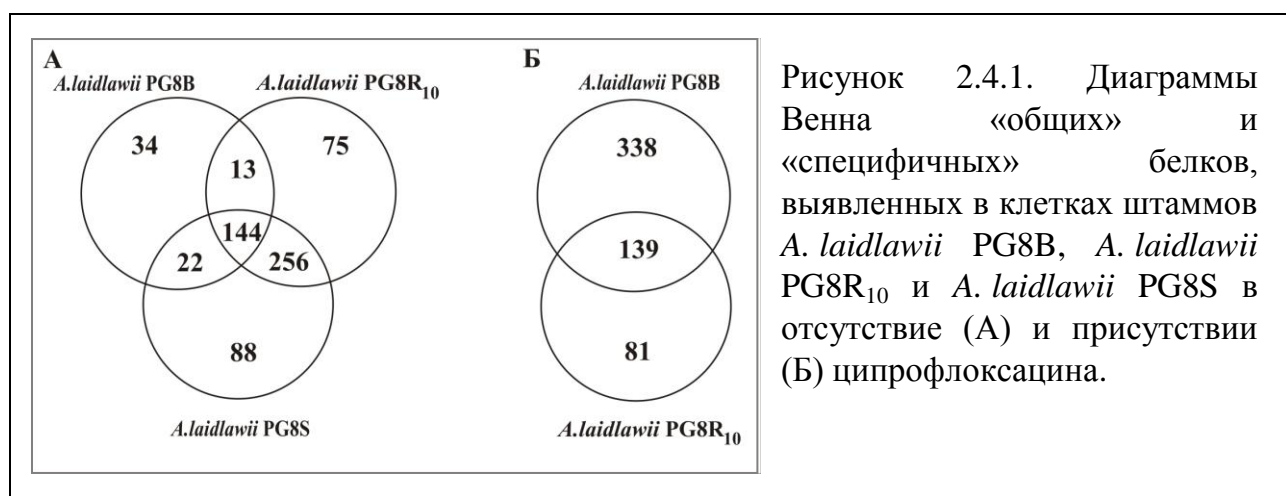 А
Б
A.laidlawii PG8B
A.laidlawii PG8R10
A.laidlawii PG8B
34
13
75
144
22
256
88
A.laidlawii PG8S
338
139
81
A.laidlawii PG8R10
Рисунок 2.4.1. Диаграммы
Венна «общих» и
«специфичных» белков,
выявленных в клетках штаммов
A. laidlawii PG8B, A. laidlawii
PG8R10 и A. laidlawii PG8S в
отсутствие (А) и присутствии
(Б) ципрофлоксацина.